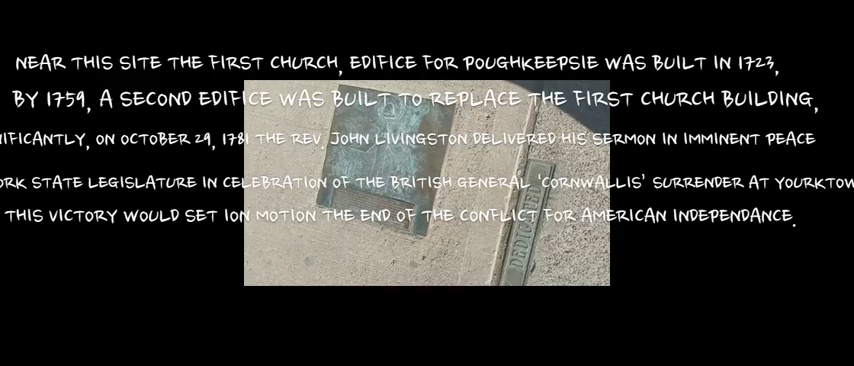 NEAR THIS SITE THE FIRST CHURCH, EDIFICE FOR POUGHKEEPSIE WAS BUILT IN 1723,
BY 1759, A SECOND EDIFICE WAS BUILT TO REPLACE THE FIRST CHURCH BUILDING,
NIFICANTLY, ON OCTOBER 29, 1781 THE REV. JOHN LIVINGSTON DELIVERED HIS SERMON IN IMMINENT PEACE
ORK STATE LEGISLATURE IN CELEBRATION OF THE BRITISH GENERAL 'CORNWALLIS' SURRENDER AT YOURKTOW
THIS VICTORY WOULD SET ION MOTION THE END OF THE CONFLICT FOR AMERICAN INDEPENDANCE.
DEDICATED